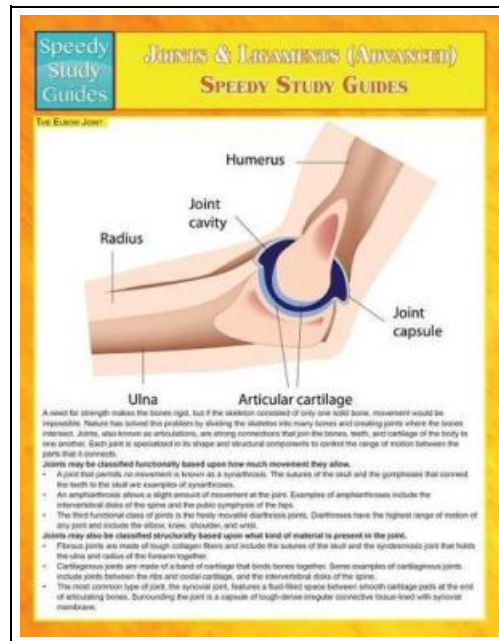 Speedy
Study
Guides
JOINTS & LIGAMENTS (ADVANCED)
SPEEDY STUDY GUIDES
THE ELBOW JOINT
Humerus
Joint
cavity
Radius
Joint
capsule
Ulna
Articular cartilage
A need for strength makes the bones rigid, but if the skeleton consisted of only one solid bone, movement would be
impossible. Nature has solved this problem by dividing the skeleton into many bones and creating joints where the bones
intersect. Joints, also known as articulations, are strong connections that join the bones, teeth, and cartilage of the body to
one another. Each joint is specialized in its shape and structural components to control the range of motion between the
parts that it connects.
Joints may be classified functionally based upon how much movement they allow.
• A joint that permits no movement is known as a synarthrosis. The sutures of the skull and the gomphoses that connect
the teeth to the skull are examples of synarthroses.
• An amphiarthrosis allows a slight amount of movement at the joint. Examples of amphiarthroses include the
intervertebral disks of the spine and the pubic symphysis of the hips.
• The third functional class of joints is the freely movable diarthrosis joints. Diarthroses have the highest range of motion of
any joint and include the elbow, knee, shoulder, and wrist.
Joints may also be classified structurally based upon what kind of material is present in the joint.
• Fibrous joints are made of tough collagen fibers and include the sutures of the skull and the syndesmosis joint that holds
the ulna and radius of the forearm together.
• Cartilaginous joints are made of a band of cartilage that binds bones together. Some examples of cartilaginous joints
include joints between the ribs and costal cartilage, and the intervertebral disks of the spine.
• The most common type of joint, the synovial joint, features a fluid-filled space between smooth cartilage pads at the end
of articulating bones. Surrounding the joint is a capsule of tough dense irregular connective tissue lined with synovial
membrane.